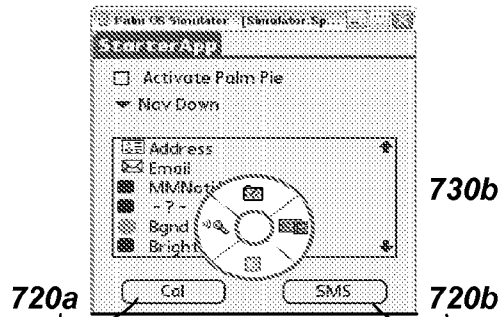 Palm OS Simulator - [Simulator.Sp...
StarterApp
Activate Palm Pie
Nav Down
Address
Email
MMNoti
730b
- ? -
Bgnd
Bright
720a
Cal
SMS
720b